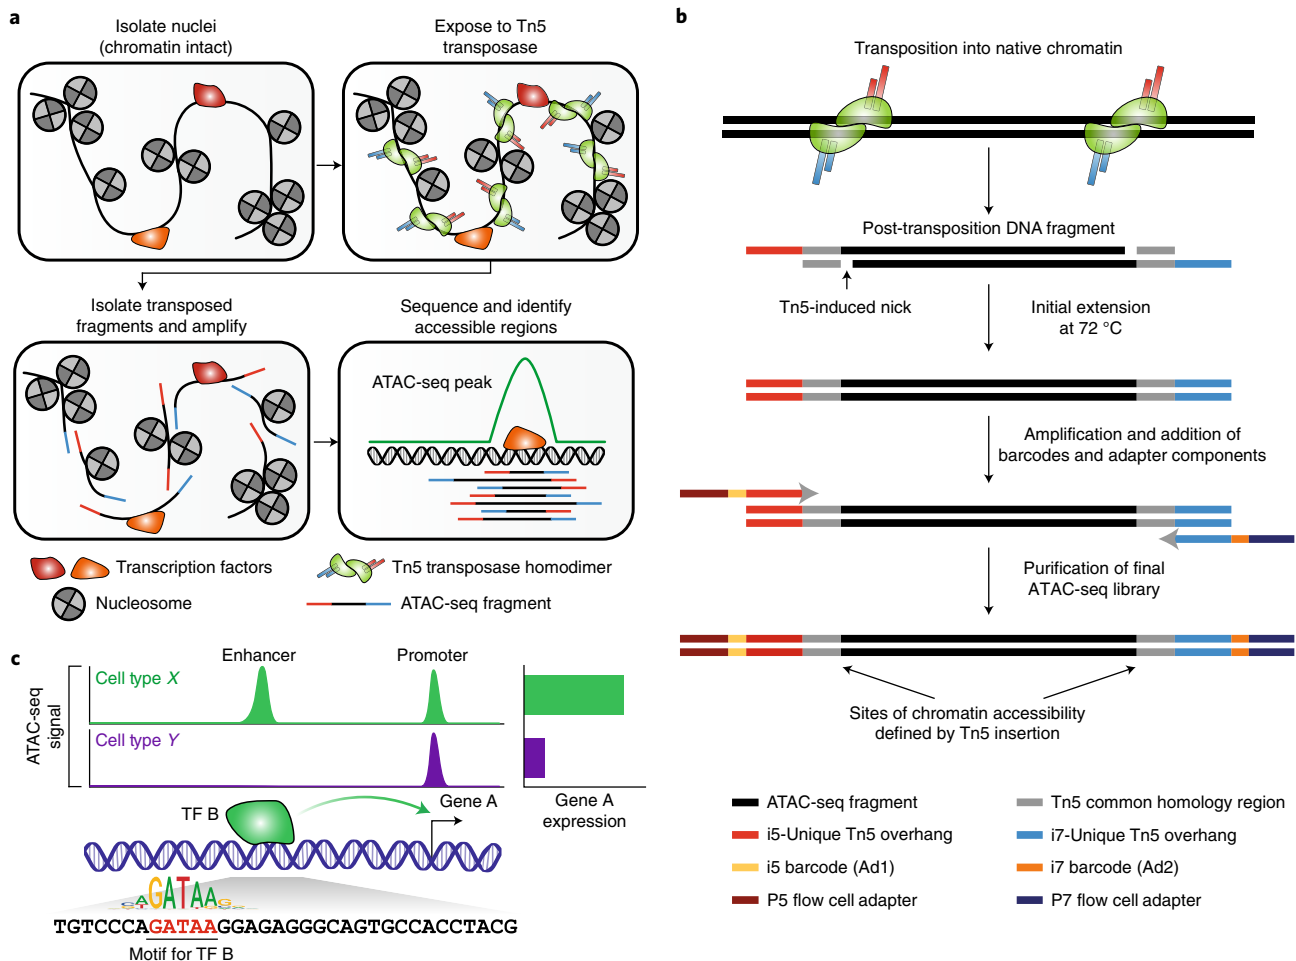 a
Isolate nuclei
(chromatin intact)
Expose to Tn5
transposase
Isolate transposed
fragments and amplify
Sequence and identify
accessible regions
ATAC-seq peak
Transcription factors
Tn5 transposase homodimer
Nucleosome
ATAC-seq fragment
b
Transposition into native chromatin
Post-transposition DNA fragment
Tn5-induced nick
Initial extension
at 72 °C
Amplification and addition of
barcodes and adapter components
Purification of final
ATAC-seq library
Sites of chromatin accessibility
defined by Tn5 insertion
ATAC-seq fragment
Tn5 common homology region
i5-Unique Tn5 overhang
i7-Unique Tn5 overhang
i5 barcode (Ad1)
i7 barcode (Ad2)
P5 flow cell adapter
P7 flow cell adapter
c
Enhancer
Promoter
ATAC-seq
signal
Cell type X
Cell type Y
TF B
Gene A
Gene A
expression
GATAA
TGTCCCAGATAAGGAGAGGGCAGTGCCACCTACG
Motif for TF B